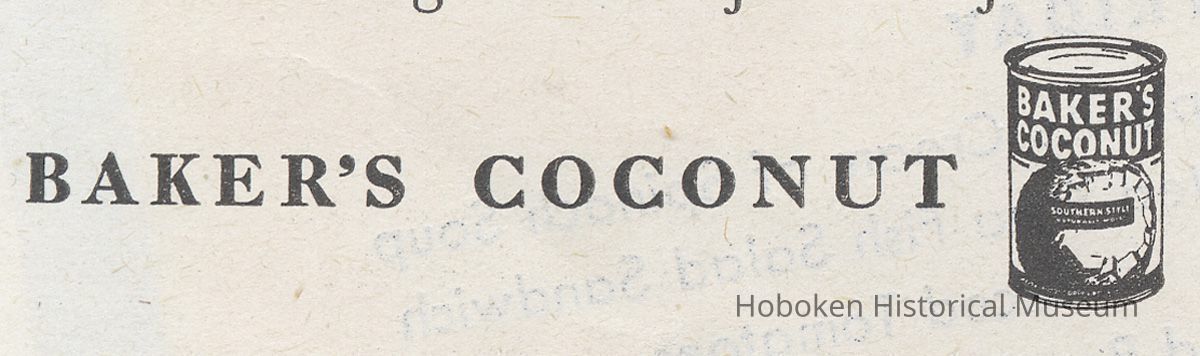 BAKER'S COCONUT
BAKER'S
COCONUT
SOUTHERN STYLE
Hoboken Historical Museum